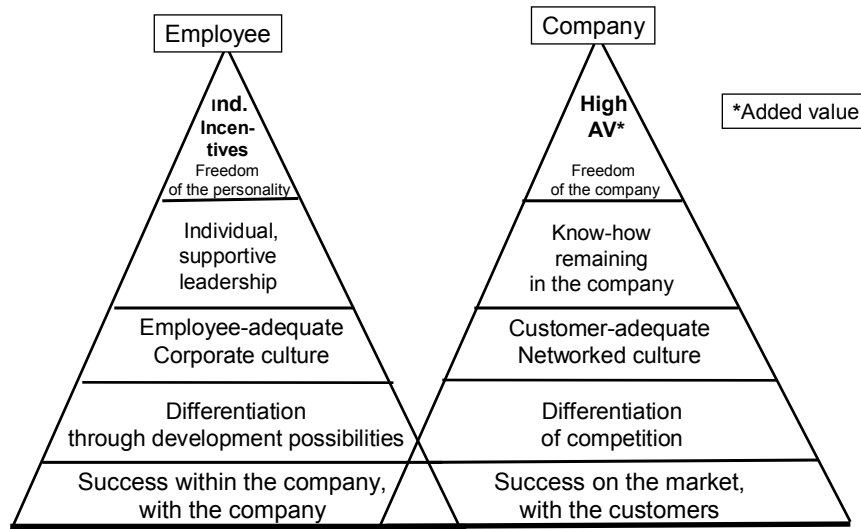 Employee
Ind.
Incen-
tives
Freedom
of the personality
Individual,
supportive
leadership
Employee-adequate
Corporate culture
Differentiation
through development possibilities
Success within the company,
with the company
Company
High
AV*
Freedom
of the company
Know-how
remaining
in the company
Customer-adequate
Networked culture
Differentiation
of competition
Success on the market,
with the customers
*Added value